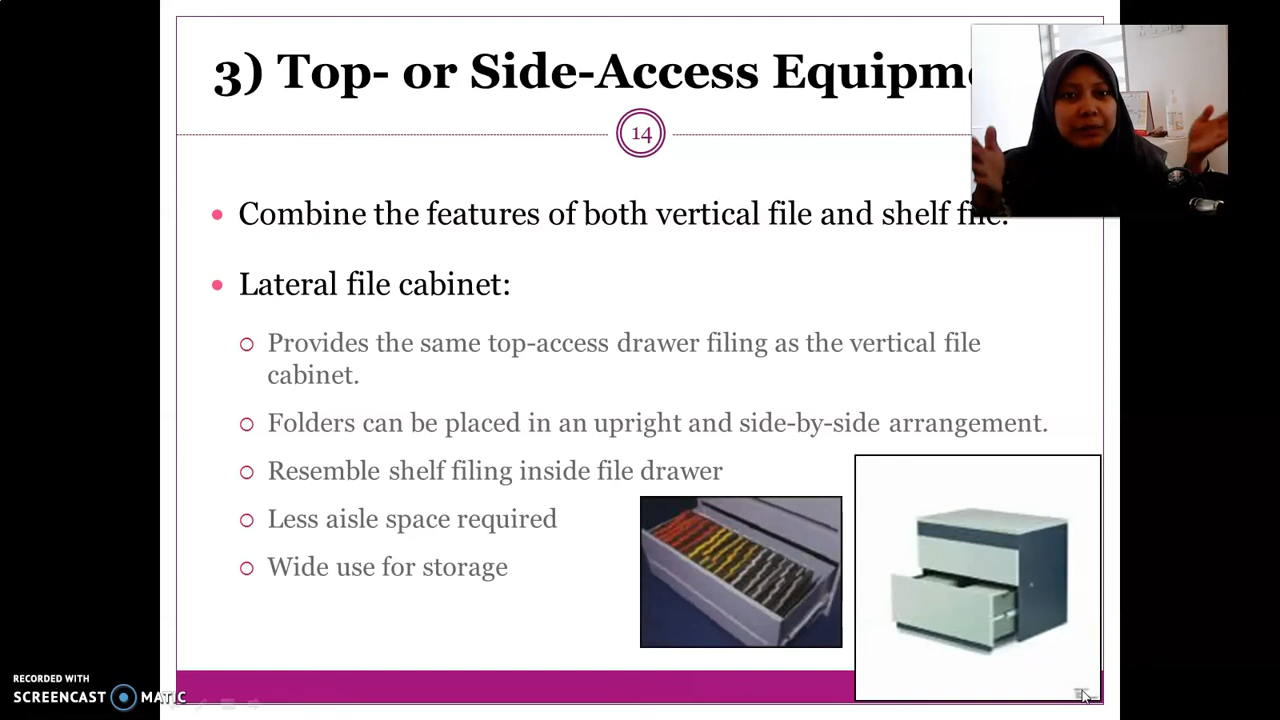 3) Top- or Side-Access Equipm
14
Combine the features of both vertical file and shelf file.
Lateral file cabinet:
Provides the same top-access drawer filing as the vertical file
cabinet.
Folders can be placed in an upright and side-by-side arrangement.
Resemble shelf filing inside file drawer
Less aisle space required
Wide use for storage
RECORDED WITH
SCREENCAST MATIC